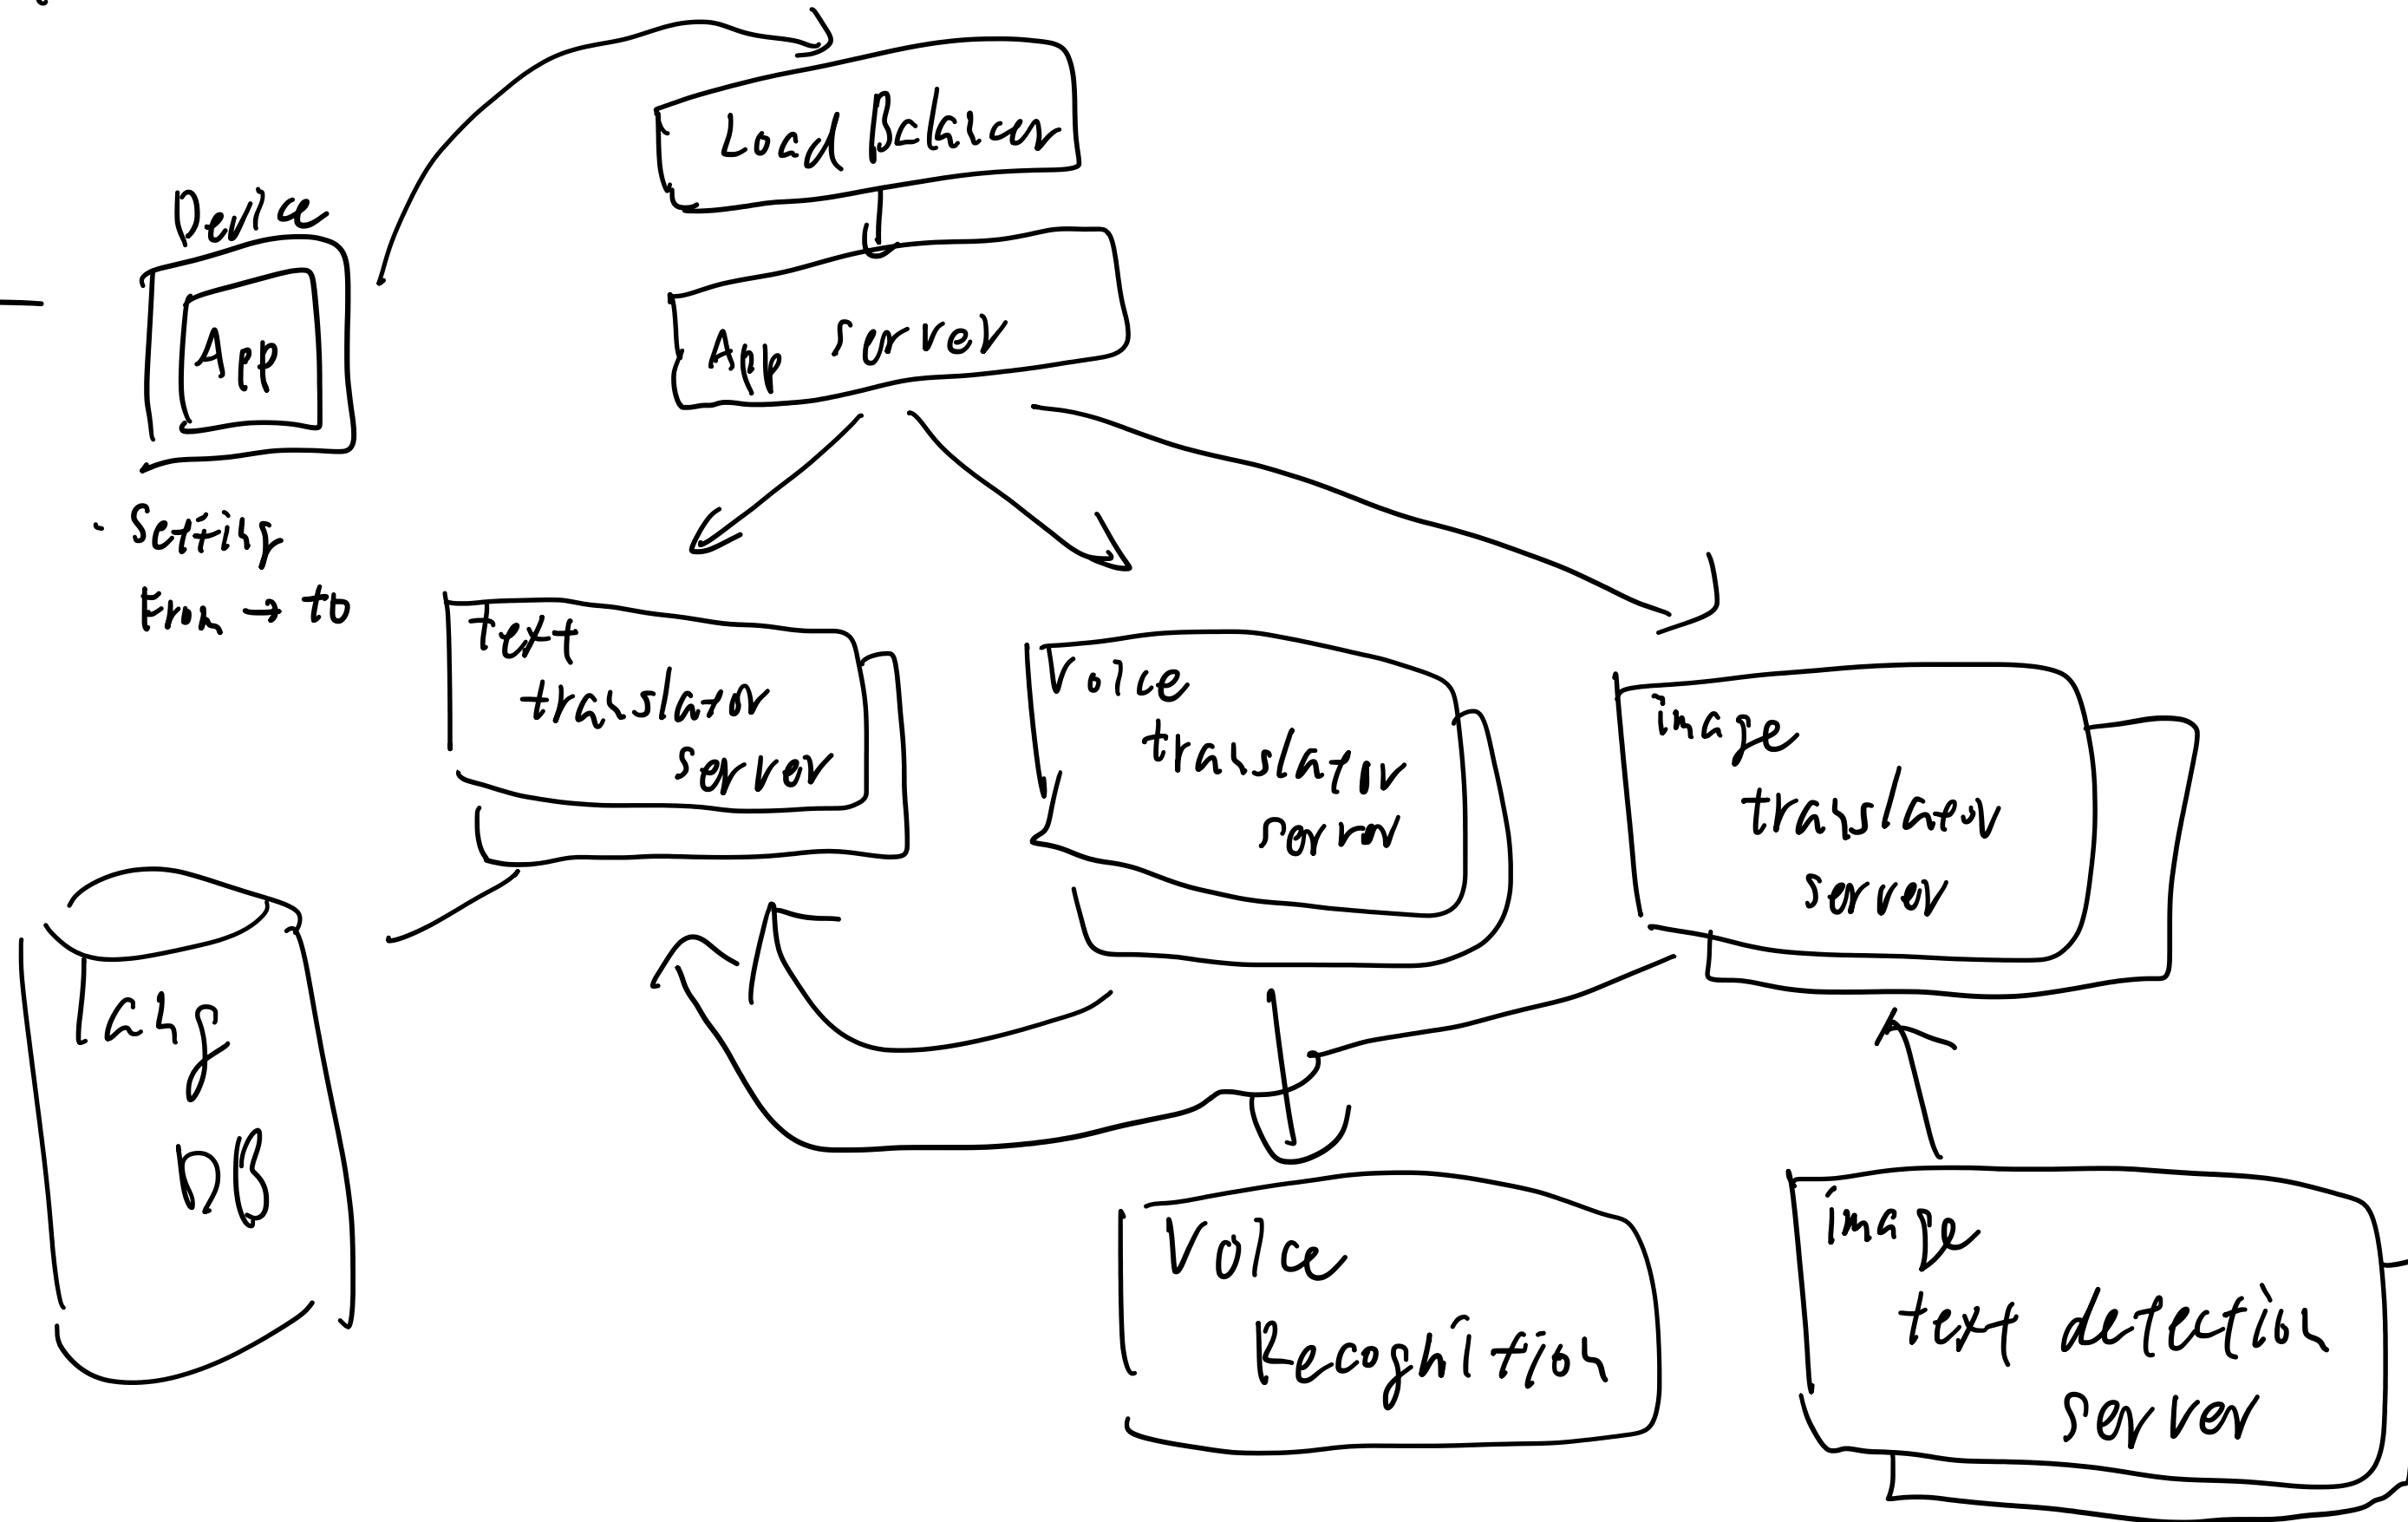 Load Balancer
Device
App
App server
- Setting
from → to
Text
translator
server
Voice
translator
server
image
translator
server
lang
DB
Voice
Recognition
image
text detection
server